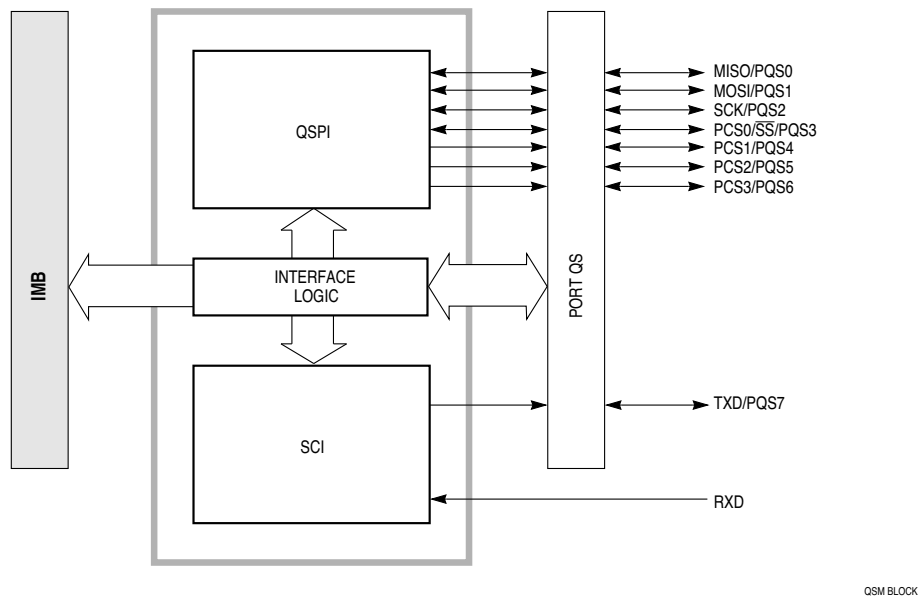 MISO/PQS0
MOSI/PQS1
SCK/PQS2
PCS0/S̅S̅/PQS3
PCS1/PQS4
PCS2/PQS5
PCS3/PQS6
QSPI
INTERFACE
LOGIC
IMB
PORT QS
TXD/PQS7
SCI
RXD
QSM BLOCK